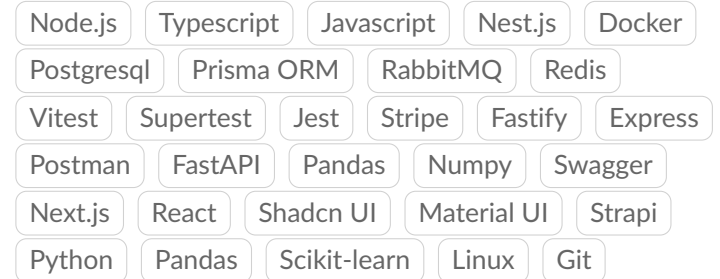 Node.js Typescript Javascript Nest.js Docker
Postgresql Prisma ORM RabbitMQ Redis
Vitest Supertest Jest Stripe Fastify Express
Postman FastAPI Pandas Numpy Swagger
Next.js React Shadcn UI Material UI Strapi
Python Pandas Scikit-learn Linux Git